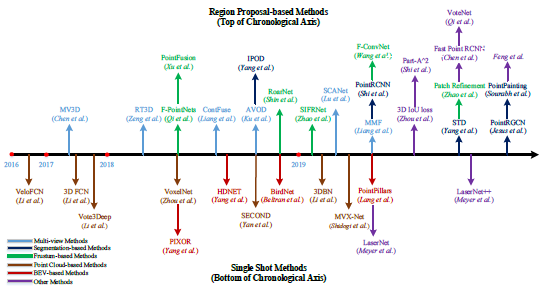 Region Proposal-based Methods
(Top of Chronological Axis)
VoteNet
(Qi et al.)
PointFusion
(Xu et al.)
IPOD
(Yang et al.)
F-ConvNet
(Wang et al.)
Part-A^2
(Shi et al.)
Fast Point RCNN
(Chen et al.)
Feng et al.
RoarNet
(Shin et al.)
SCANet
(Lu et al.)
PointRCNN
(Shi et al.)
Patch Refinement
(Zhao et al.)
PointPainting
(Sourabh et al.)
MV3D
(Chen et al.)
RT3D
(Zeng et al.)
F-PointNets
(Qi et al.)
ContFuse
(Liang et al.)
AVOD
(Ku et al.)
SIFRNet
(Zhao et al.)
MMF
(Liang et al.)
3D IoU loss
(Zhou et al.)
STD
(Yang et al.)
PointRGCN
(Jesus et al.)
2016 2017 2018 2019
VeloFCN
(Li et al.)
3D FCN
(Li et al.)
VoxelNet
(Zhou et al.)
HDNET
(Yang et al.)
BirdNet
(Beltran et al.)
3DBN
(Li et al.)
PointPillars
(Lang et al.)
LaserNet++
(Meyer et al.)
Vote3Deep
(Li et al.)
SECOND
(Yan et al.)
MVX-Net
(Shidogi et al.)
PIXOR
(Yang et al.)
LaserNet
(Meyer et al.)
Multi-view Methods
Segmentation-based Methods
Frustum-based Methods
Point Cloud-based Methods
BEV-based Methods
Other Methods
Single Shot Methods
(Bottom of Chronological Axis)